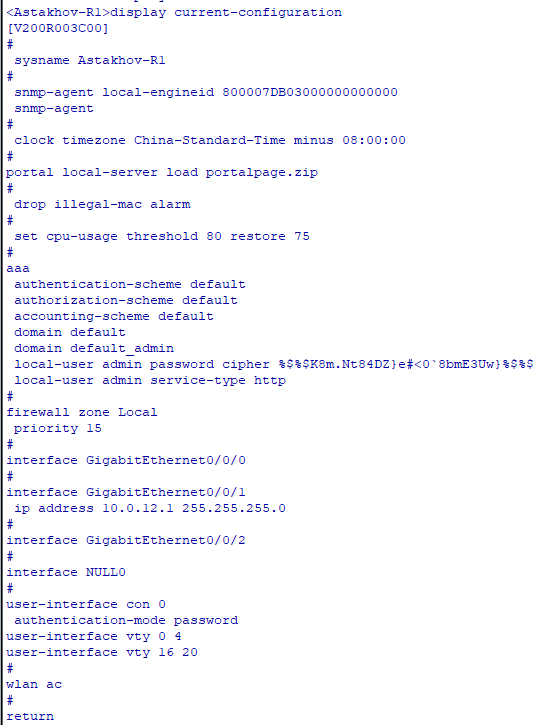 <Astakhov-R1>display current-configuration
[V200R003C00]
#
 sysname Astakhov-R1
#
 snmp-agent local-engineid 800007DB03000000000000
 snmp-agent
#
 clock timezone China-Standard-Time minus 08:00:00
#
portal local-server load portalpage.zip
#
 drop illegal-mac alarm
#
 set cpu-usage threshold 80 restore 75
#
aaa
 authentication-scheme default
 authorization-scheme default
 accounting-scheme default
 domain default
 domain default_admin
 local-user admin password cipher %$%$K8m.Nt84DZ}e#<0`8bmE3Uw}%$%$
 local-user admin service-type http
#
firewall zone Local
 priority 15
#
interface GigabitEthernet0/0/0
#
interface GigabitEthernet0/0/1
 ip address 10.0.12.1 255.255.255.0
#
interface GigabitEthernet0/0/2
#
interface NULL0
#
user-interface con 0
 authentication-mode password
user-interface vty 0 4
user-interface vty 16 20
#
wlan ac
#
return